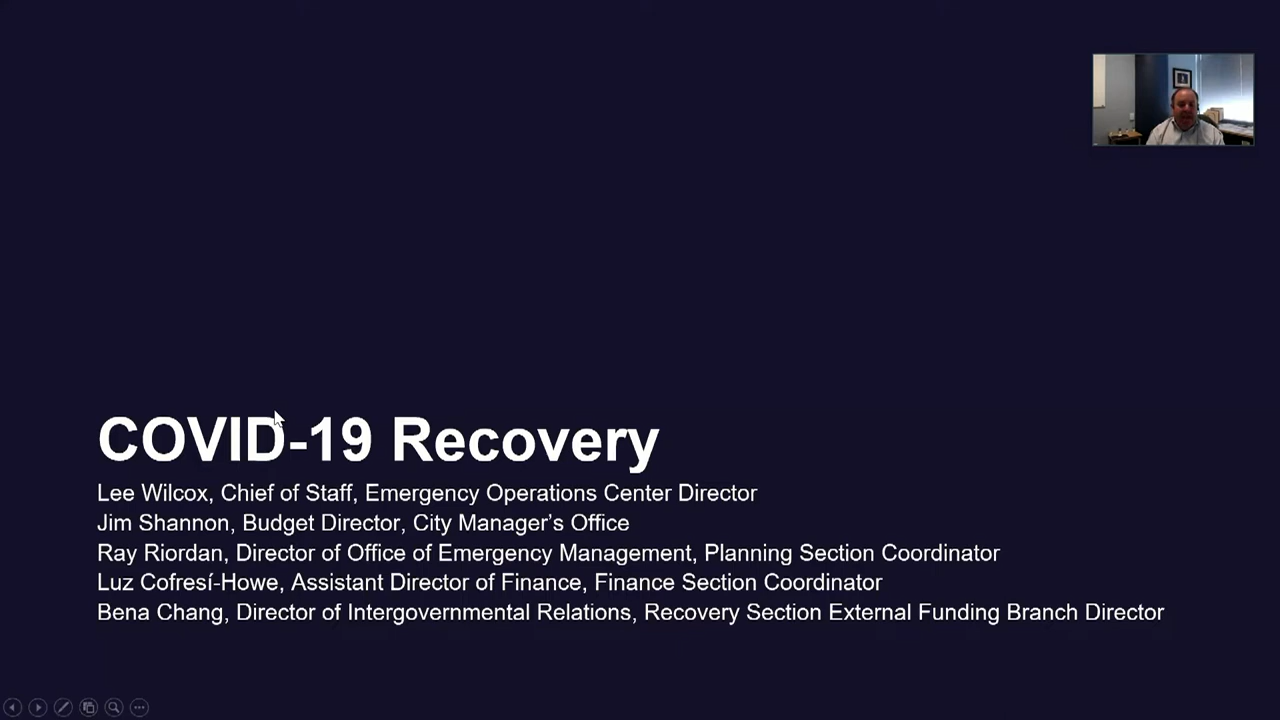 COVID-19 Recovery
Lee Wilcox, Chief of Staff, Emergency Operations Center Director
Jim Shannon, Budget Director, City Manager’s Office
Ray Riordan, Director of Office of Emergency Management, Planning Section Coordinator
Luz Cofresí-Howe, Assistant Director of Finance, Finance Section Coordinator
Bena Chang, Director of Intergovernmental Relations, Recovery Section External Funding Branch Director